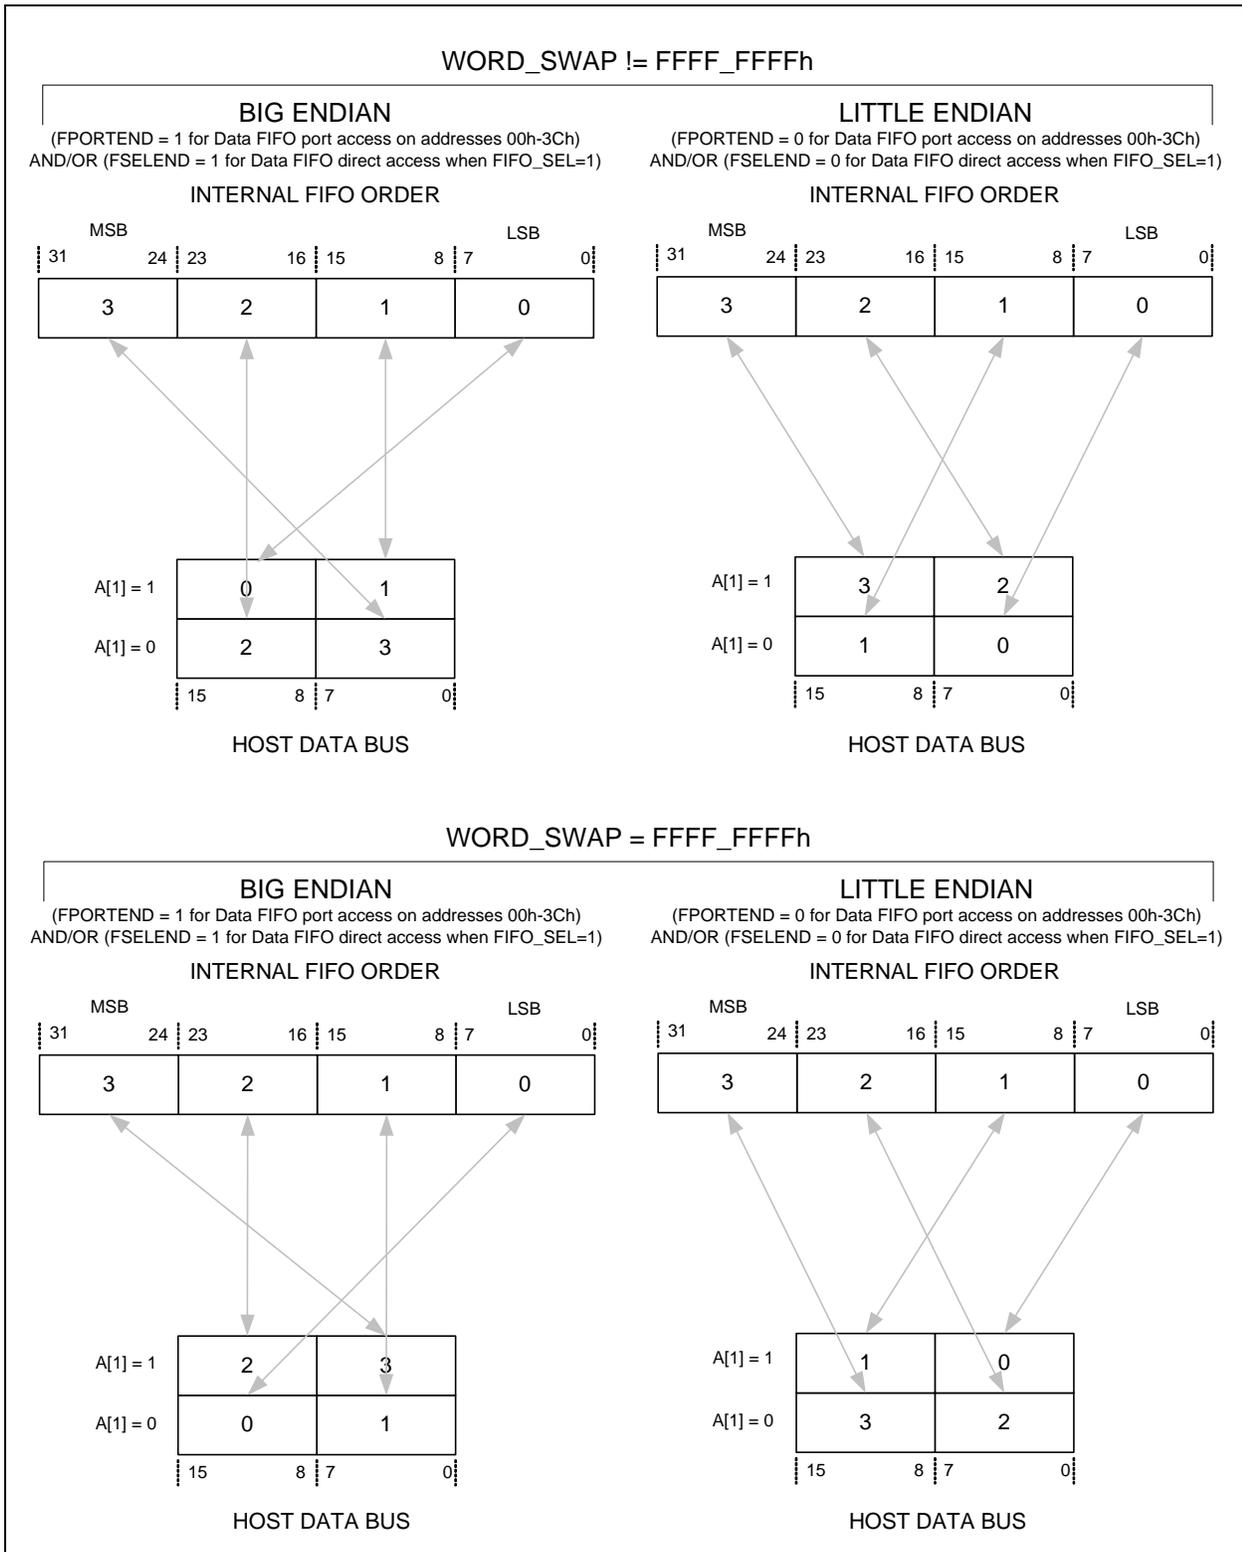 WORD_SWAP != FFFF_FFFFh
BIG ENDIAN
(FPORTEND = 1 for Data FIFO port access on addresses 00h-3Ch)
AND/OR (FSELEND = 1 for Data FIFO direct access when FIFO_SEL=1)
INTERNAL FIFO ORDER
MSB LSB
31 24 23 16 15 8 7 0
3 2 1 0
A[1] = 1 0 1
A[1] = 0 2 3
15 8 7 0
HOST DATA BUS
LITTLE ENDIAN
(FPORTEND = 0 for Data FIFO port access on addresses 00h-3Ch)
AND/OR (FSELEND = 0 for Data FIFO direct access when FIFO_SEL=1)
INTERNAL FIFO ORDER
MSB LSB
31 24 23 16 15 8 7 0
3 2 1 0
A[1] = 1 3 2
A[1] = 0 1 0
15 8 7 0
HOST DATA BUS
WORD_SWAP = FFFF_FFFFh
BIG ENDIAN
(FPORTEND = 1 for Data FIFO port access on addresses 00h-3Ch)
AND/OR (FSELEND = 1 for Data FIFO direct access when FIFO_SEL=1)
INTERNAL FIFO ORDER
MSB LSB
31 24 23 16 15 8 7 0
3 2 1 0
A[1] = 1 2 3
A[1] = 0 0 1
15 8 7 0
HOST DATA BUS
LITTLE ENDIAN
(FPORTEND = 0 for Data FIFO port access on addresses 00h-3Ch)
AND/OR (FSELEND = 0 for Data FIFO direct access when FIFO_SEL=1)
INTERNAL FIFO ORDER
MSB LSB
31 24 23 16 15 8 7 0
3 2 1 0
A[1] = 1 1 0
A[1] = 0 3 2
15 8 7 0
HOST DATA BUS